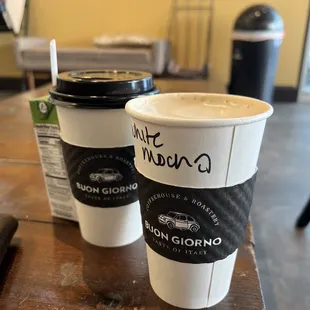 BUON GIORNO
White
mocha
COFFEEHOUSE & ROASTERY
BUON GIORNO
TASTE OF ITALY